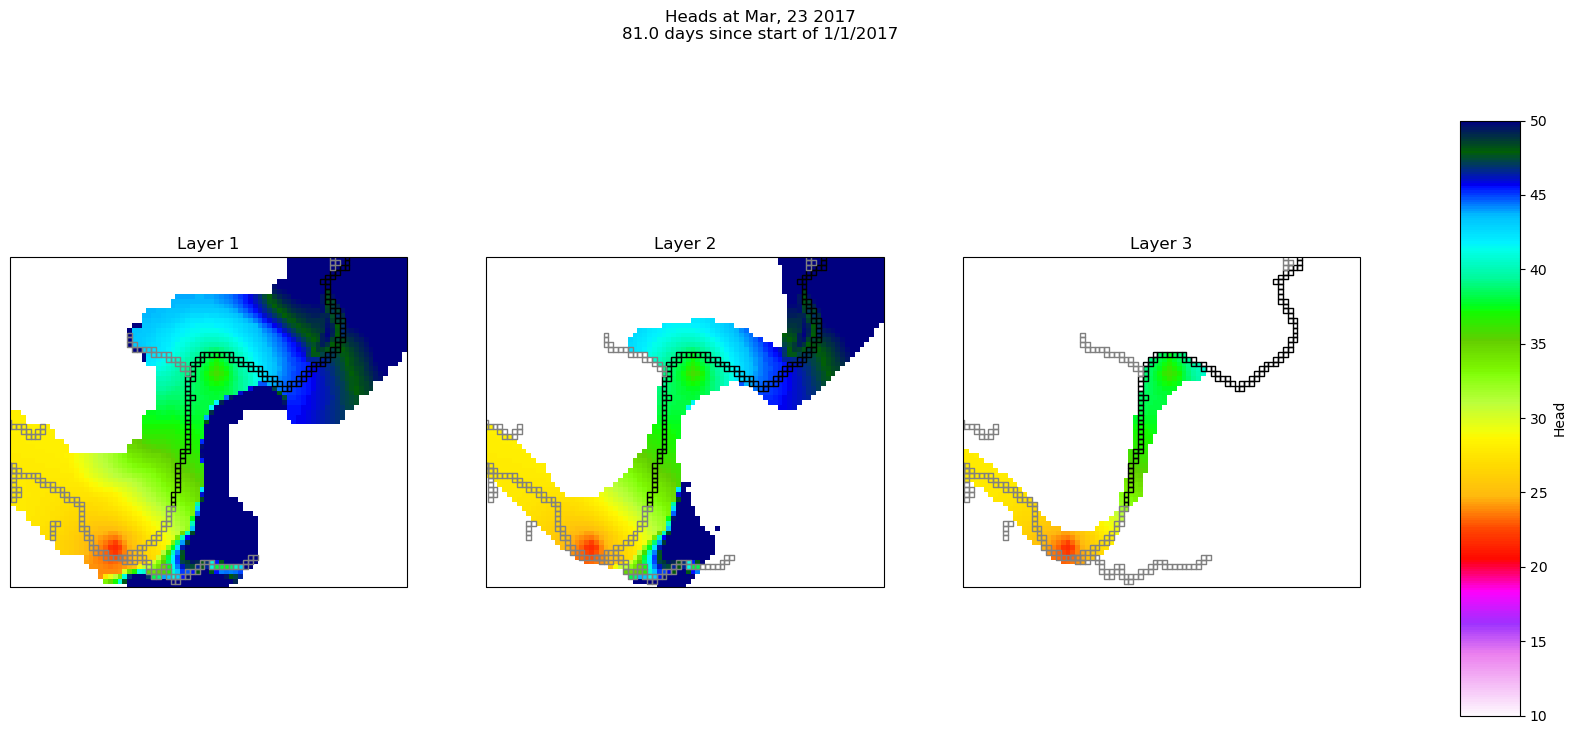 Heads at Mar, 23 2017
81.0 days since start of 1/1/2017
Layer 1
Layer 2
Layer 3
50
45
40
35
30
25
20
15
10
Head